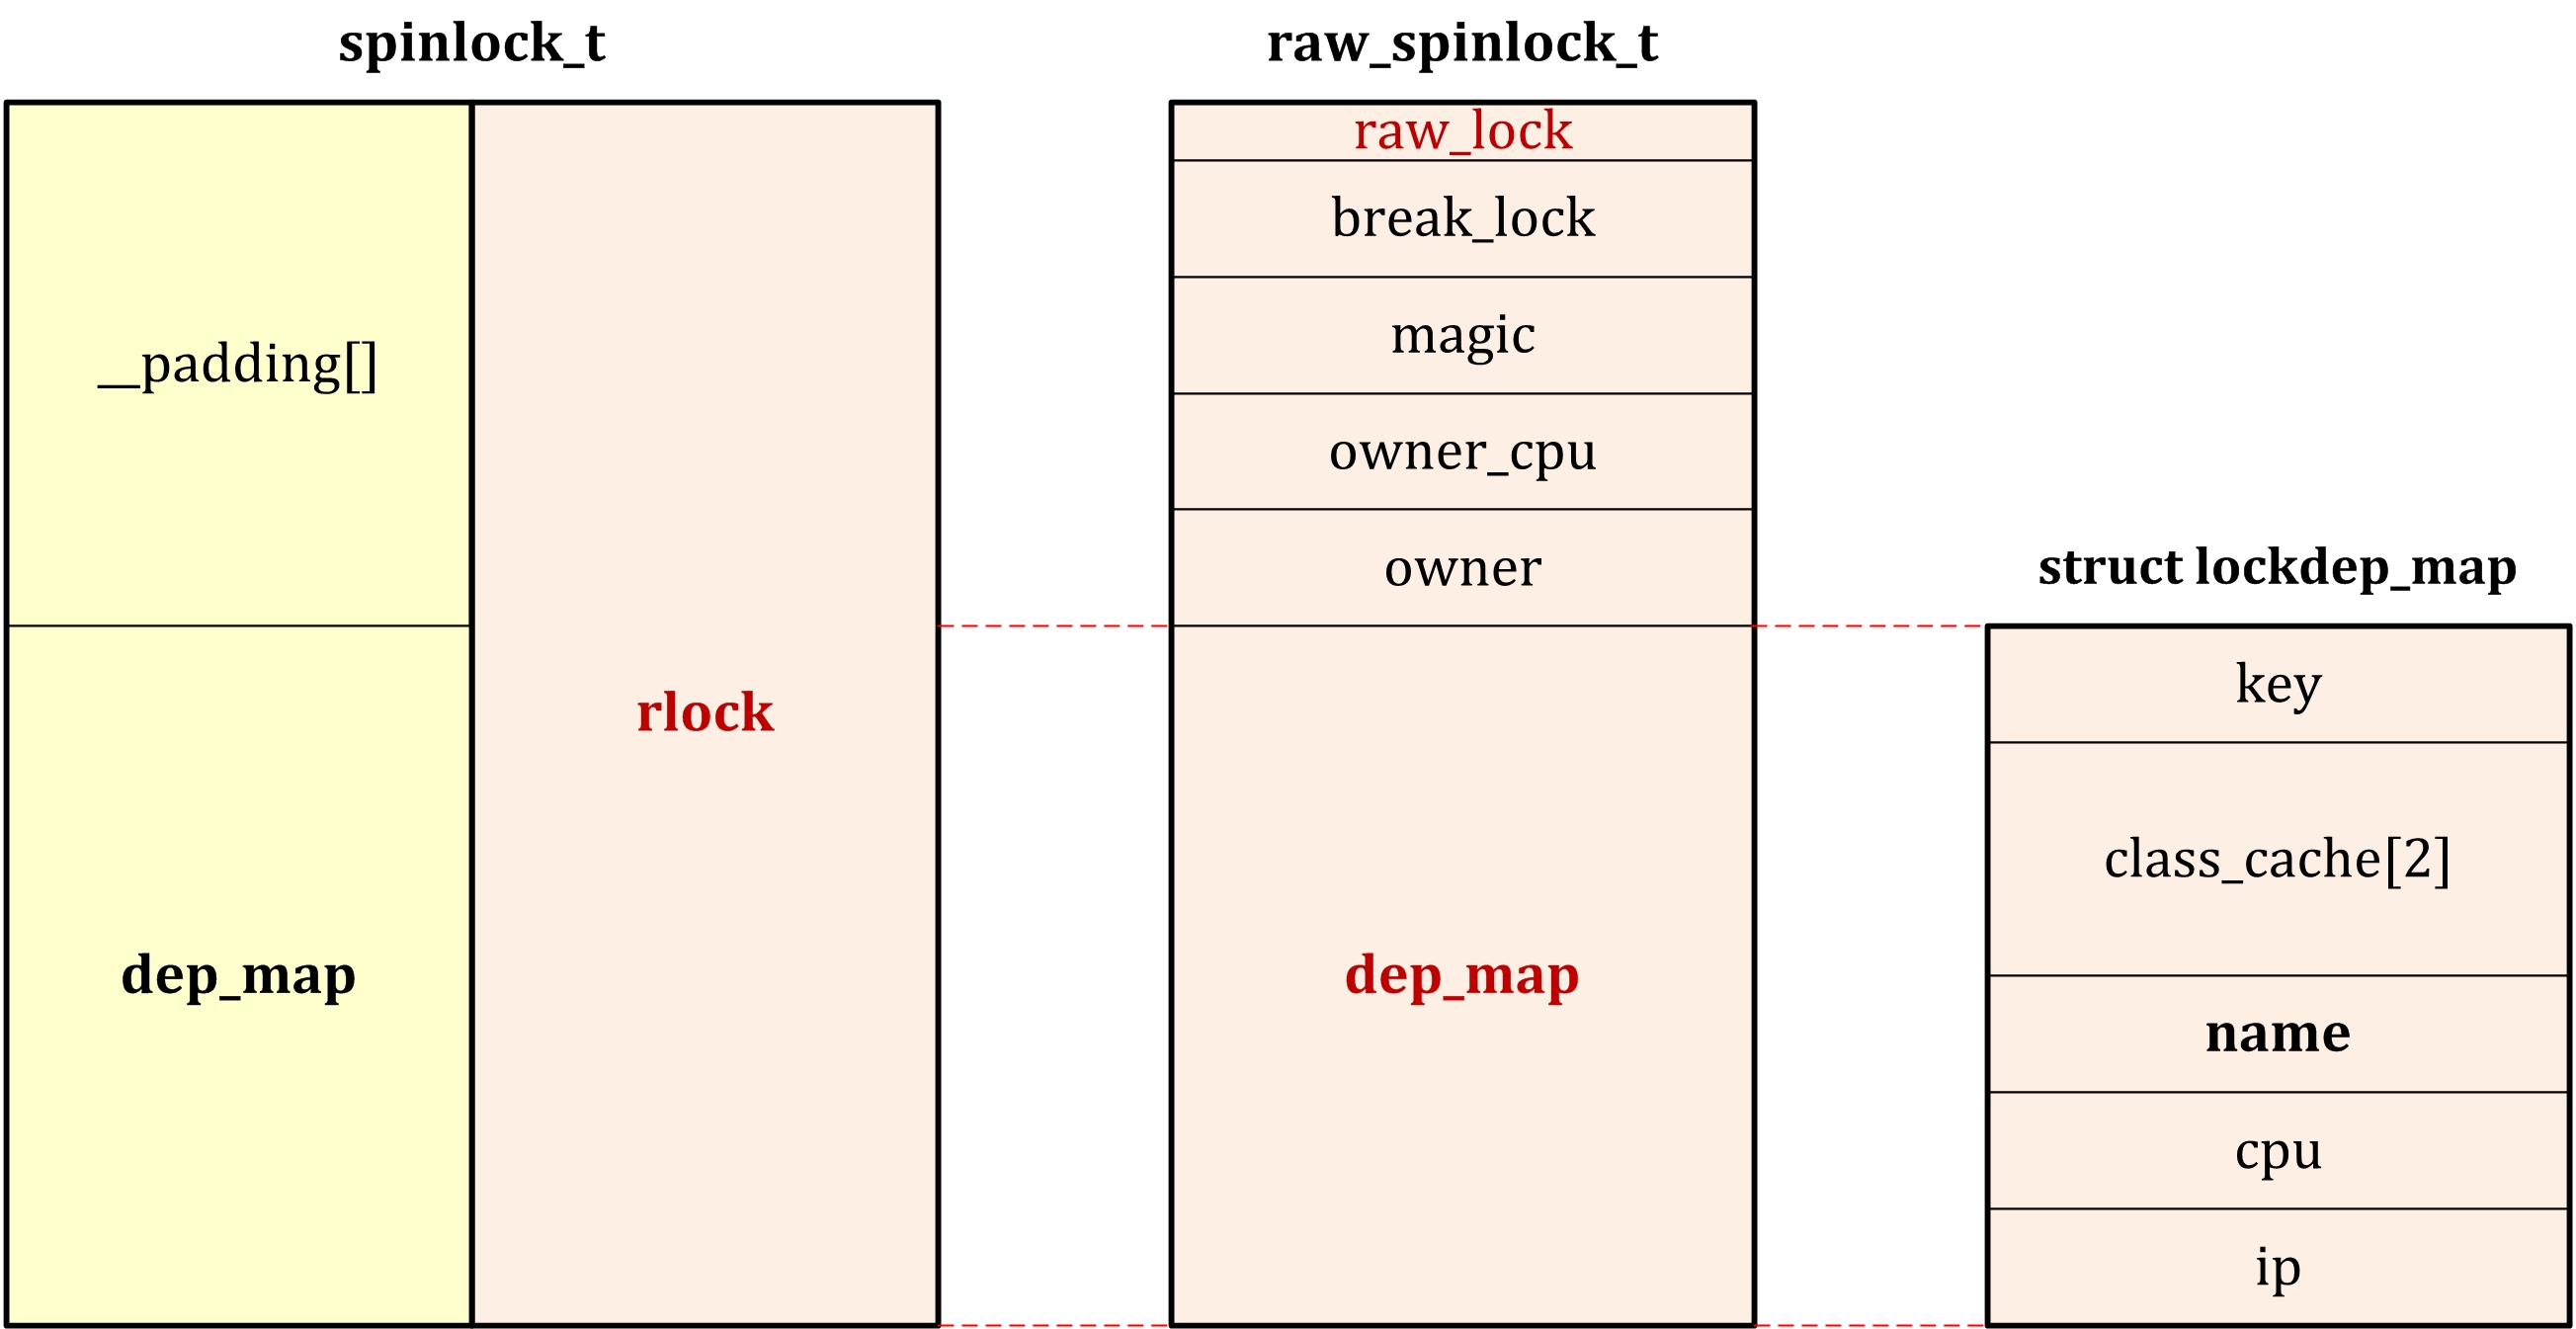 spinlock_t
__padding[]
dep_map
rlock
raw_spinlock_t
raw_lock
break_lock
magic
owner_cpu
owner
dep_map
struct lockdep_map
key
class_cache[2]
name
cpu
ip